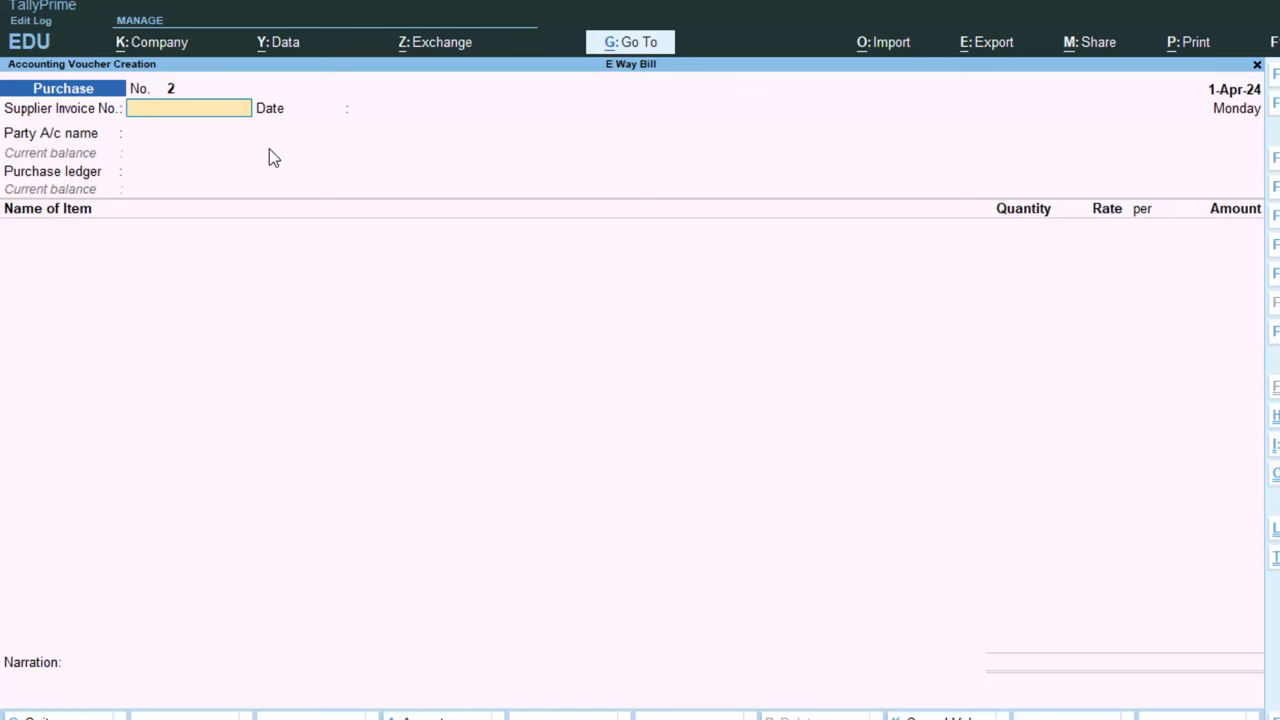 TallyPrime
Edit Log
MANAGE
EDU
K: Company Y: Data Z: Exchange G: Go To O: Import E: Export M: Share P: Print F
Accounting Voucher Creation E Way Bill ×
Purchase No. 2 1-Apr-24
Supplier Invoice No.: Date : Monday
Party A/c name :
Current balance :
Purchase ledger :
Current balance :
Name of Item Quantity Rate per Amount
F
F
F
F
F
F
F
F
F
F
H
I:
O
L
T
Narration: